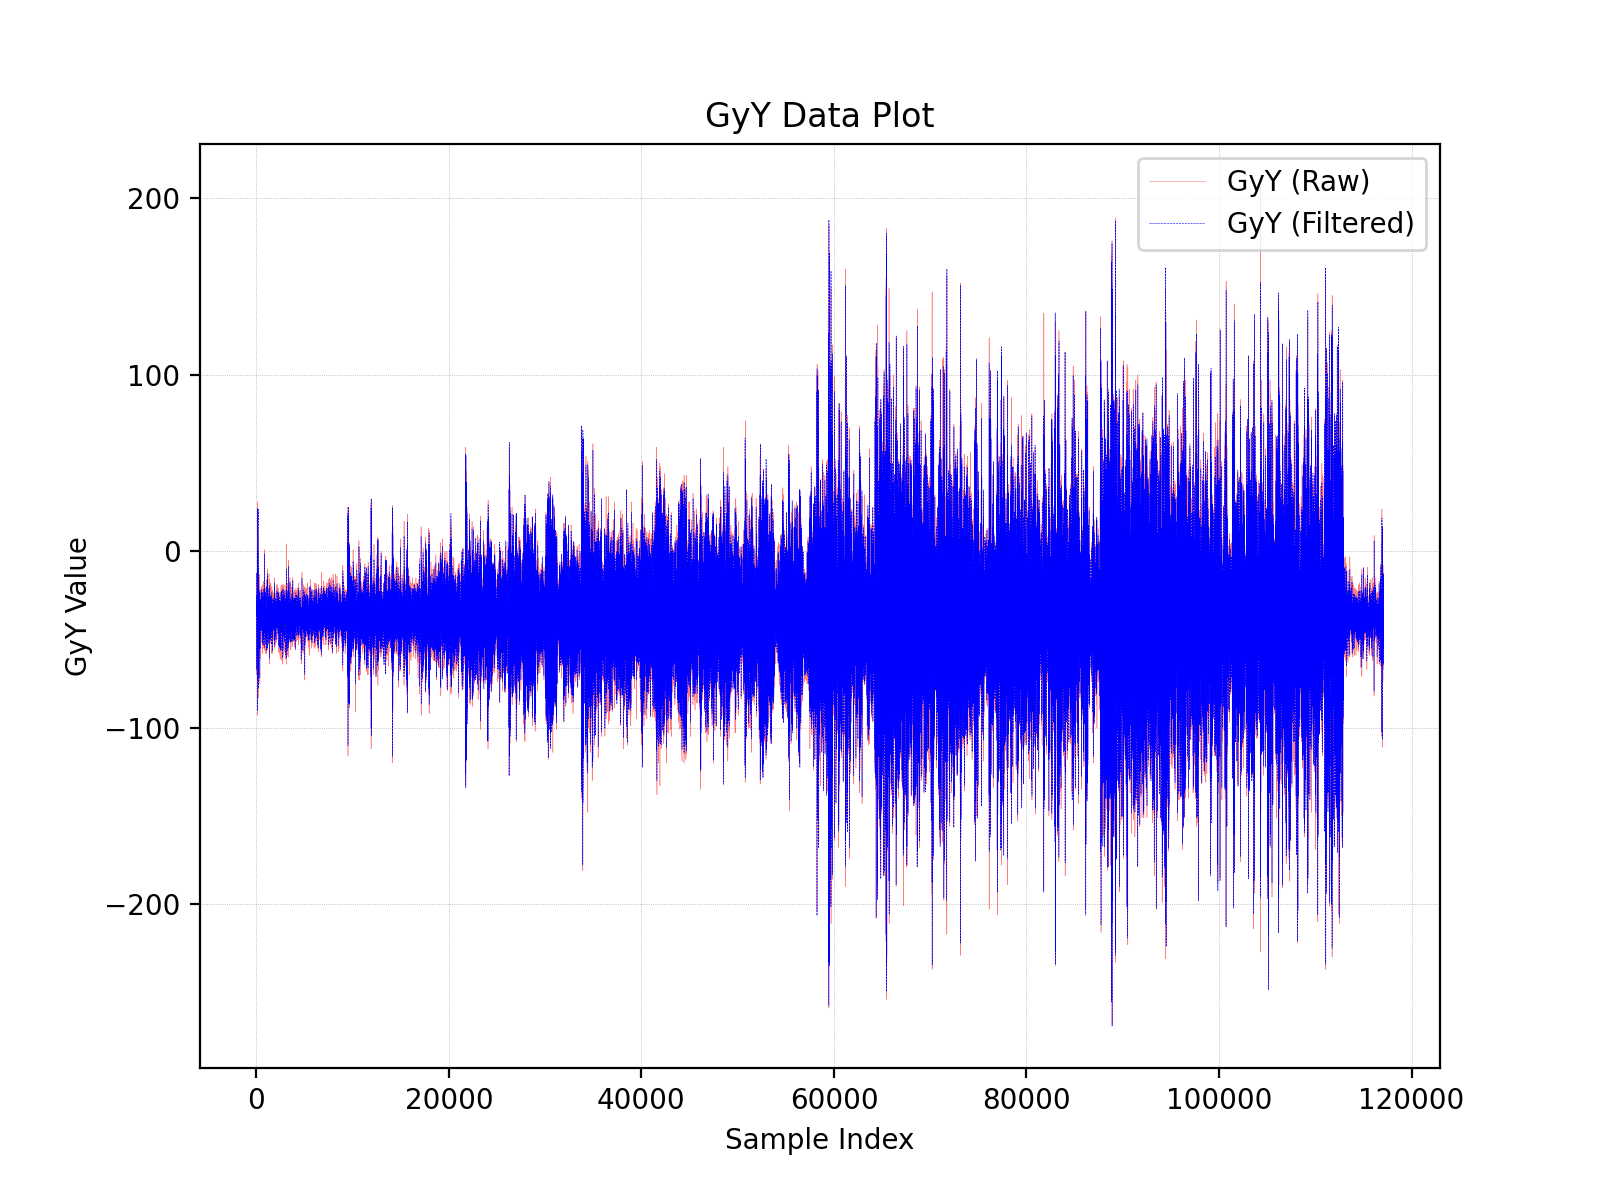 GyY Data Plot
GyY (Raw)
GyY (Filtered)
200
100
0
−100
−200
GyY Value
0
20000
40000
60000
80000
100000
120000
Sample Index